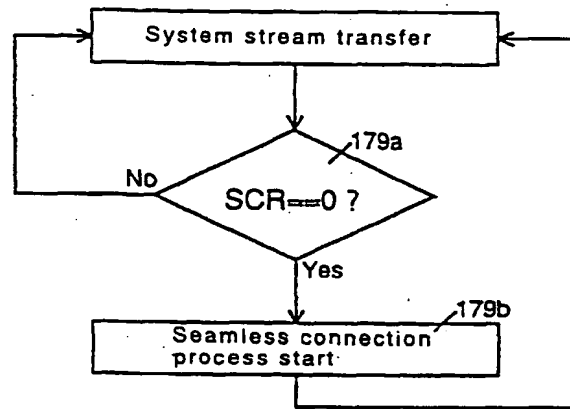 System stream transfer
179a
No
SCR==0 ?
Yes
179b
Seamless connection
process start